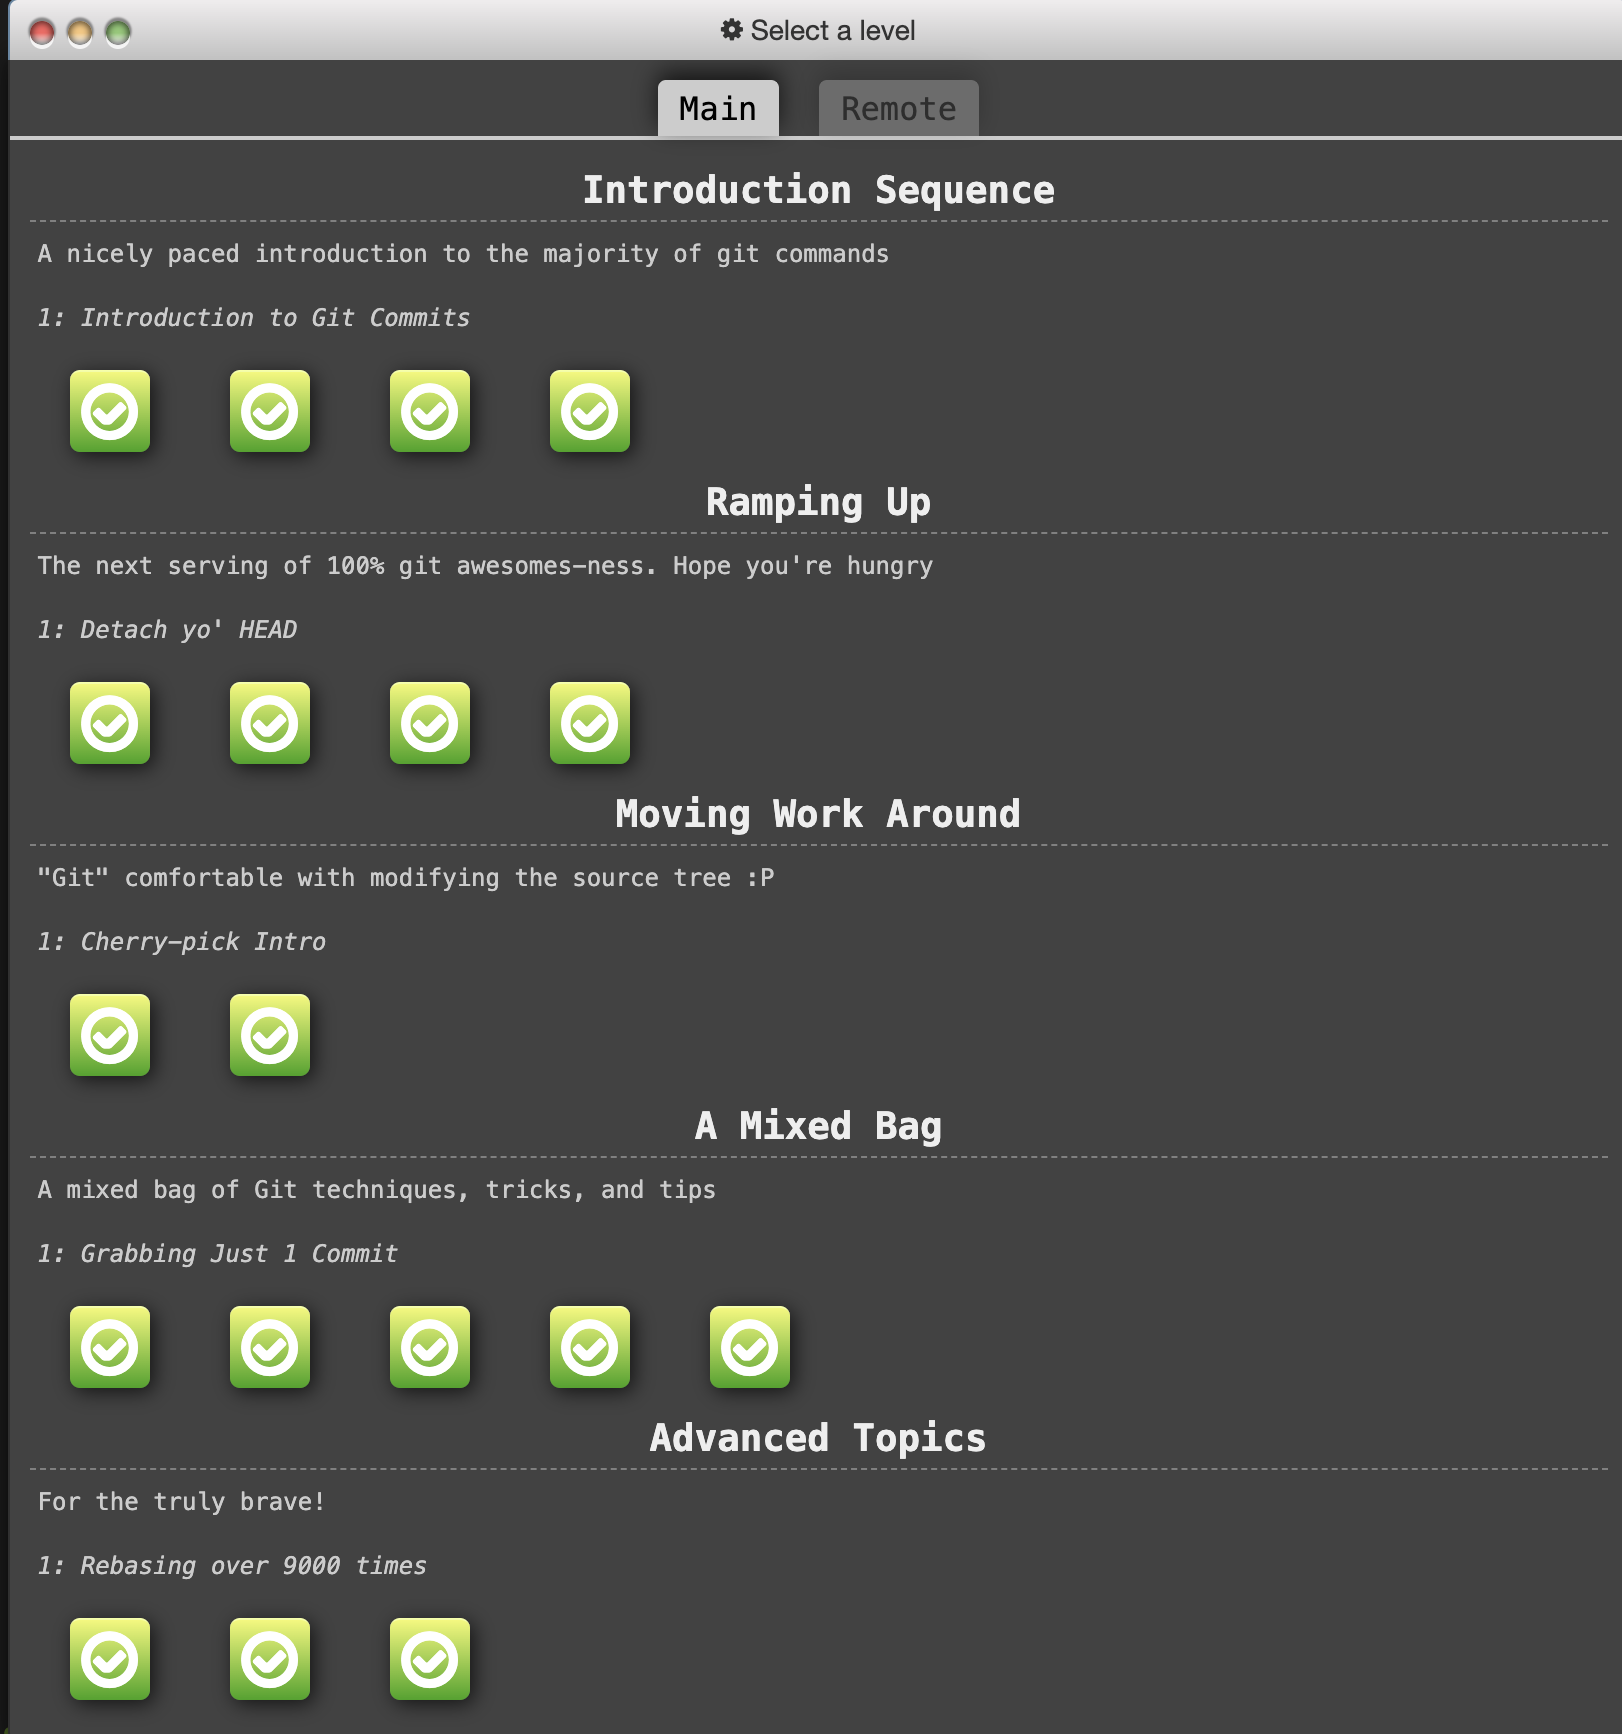 Select a level
Main
Remote
Introduction Sequence
A nicely paced introduction to the majority of git commands
1: Introduction to Git Commits
Ramping Up
The next serving of 100% git awesomes-ness. Hope you're hungry
1: Detach yo' HEAD
Moving Work Around
"Git" comfortable with modifying the source tree :P
1: Cherry-pick Intro
A Mixed Bag
A mixed bag of Git techniques, tricks, and tips
1: Grabbing Just 1 Commit
Advanced Topics
For the truly brave!
1: Rebasing over 9000 times